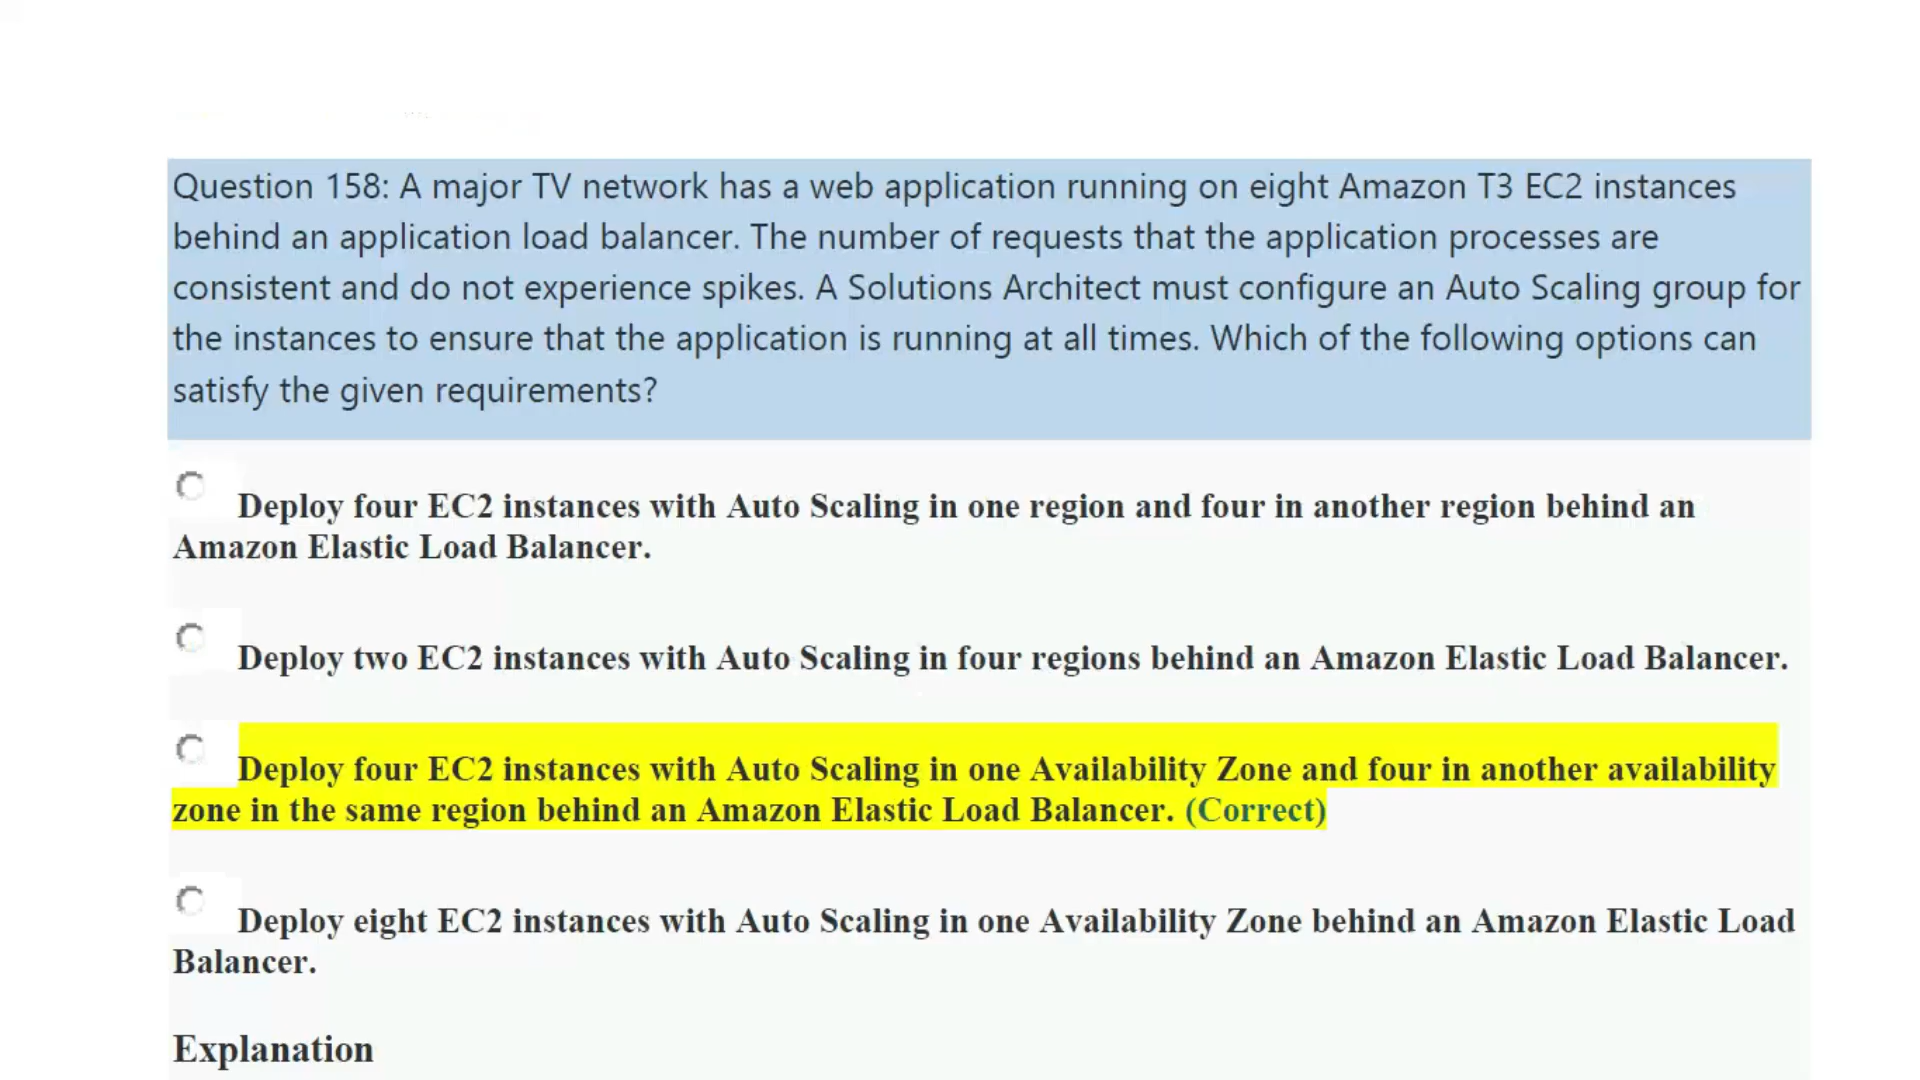 Question 158: A major TV network has a web application running on eight Amazon T3 EC2 instances
behind an application load balancer. The number of requests that the application processes are
consistent and do not experience spikes. A Solutions Architect must configure an Auto Scaling group for
the instances to ensure that the application is running at all times. Which of the following options can
satisfy the given requirements?
Deploy four EC2 instances with Auto Scaling in one region and four in another region behind an
Amazon Elastic Load Balancer.
Deploy two EC2 instances with Auto Scaling in four regions behind an Amazon Elastic Load Balancer.
Deploy four EC2 instances with Auto Scaling in one Availability Zone and four in another availability
zone in the same region behind an Amazon Elastic Load Balancer. (Correct)
Deploy eight EC2 instances with Auto Scaling in one Availability Zone behind an Amazon Elastic Load
Balancer.
Explanation